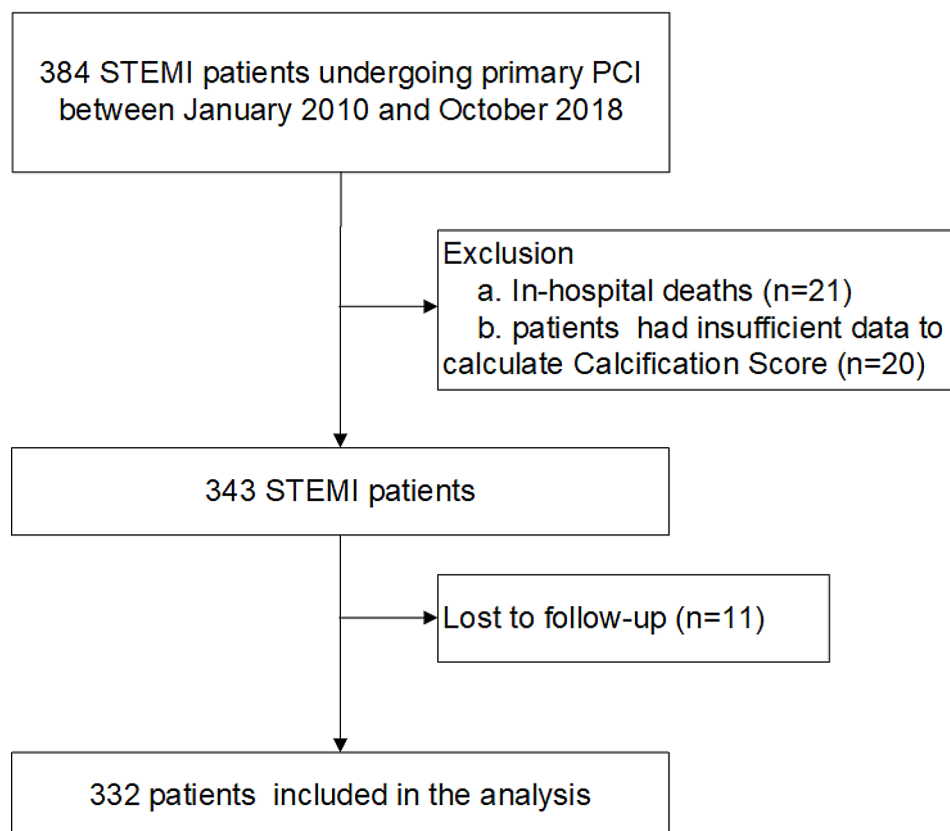 384 STEMI patients undergoing primary PCI
between January 2010 and October 2018
Exclusion
a. In-hospital deaths (n=21)
b. patients  had insufficient data to
calculate Calcification Score (n=20)
343 STEMI patients
Lost to follow-up (n=11)
332 patients  included in the analysis